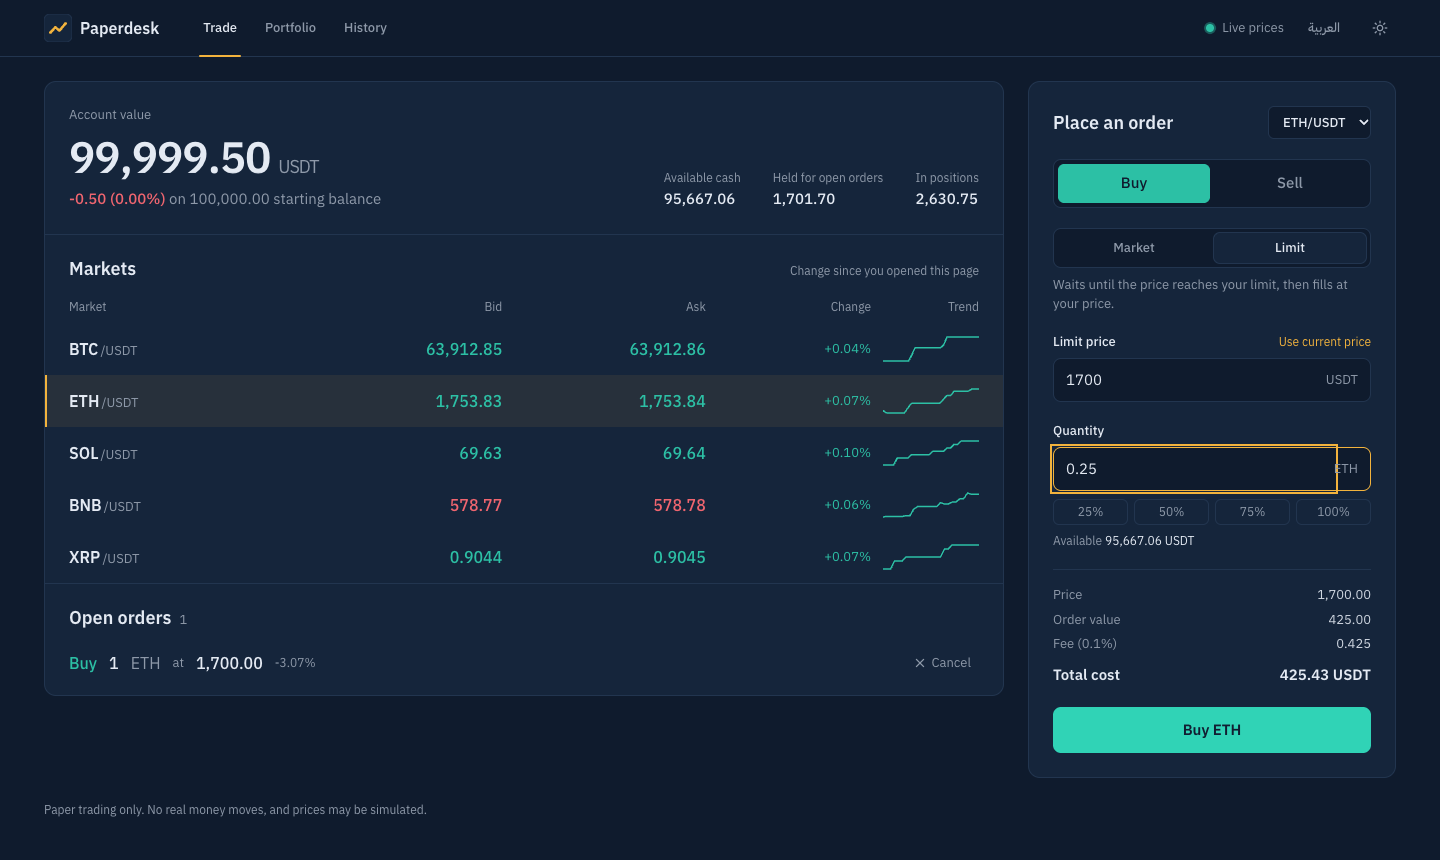 Paperdesk
Trade
Portfolio
History
Live prices
العربية
Account value
99,999.50 USDT
-0.50 (0.00%) on 100,000.00 starting balance
Available cash
95,667.06
Held for open orders
1,701.70
In positions
2,630.75
Markets
Change since you opened this page
Market Bid Ask Change Trend
BTC /USDT 63,912.85 63,912.86 +0.04%
ETH /USDT 1,753.83 1,753.84 +0.07%
SOL /USDT 69.63 69.64 +0.10%
BNB /USDT 578.77 578.78 +0.06%
XRP /USDT 0.9044 0.9045 +0.07%
Open orders 1
Buy 1 ETH at 1,700.00 -3.07% Cancel
Place an order
ETH/USDT
Buy Sell
Market Limit
Waits until the price reaches your limit, then fills at
your price.
Limit price Use current price
1700 USDT
Quantity
0.25 ETH
25% 50% 75% 100%
Available 95,667.06 USDT
Price 1,700.00
Order value 425.00
Fee (0.1%) 0.425
Total cost 425.43 USDT
Buy ETH
Paper trading only. No real money moves, and prices may be simulated.